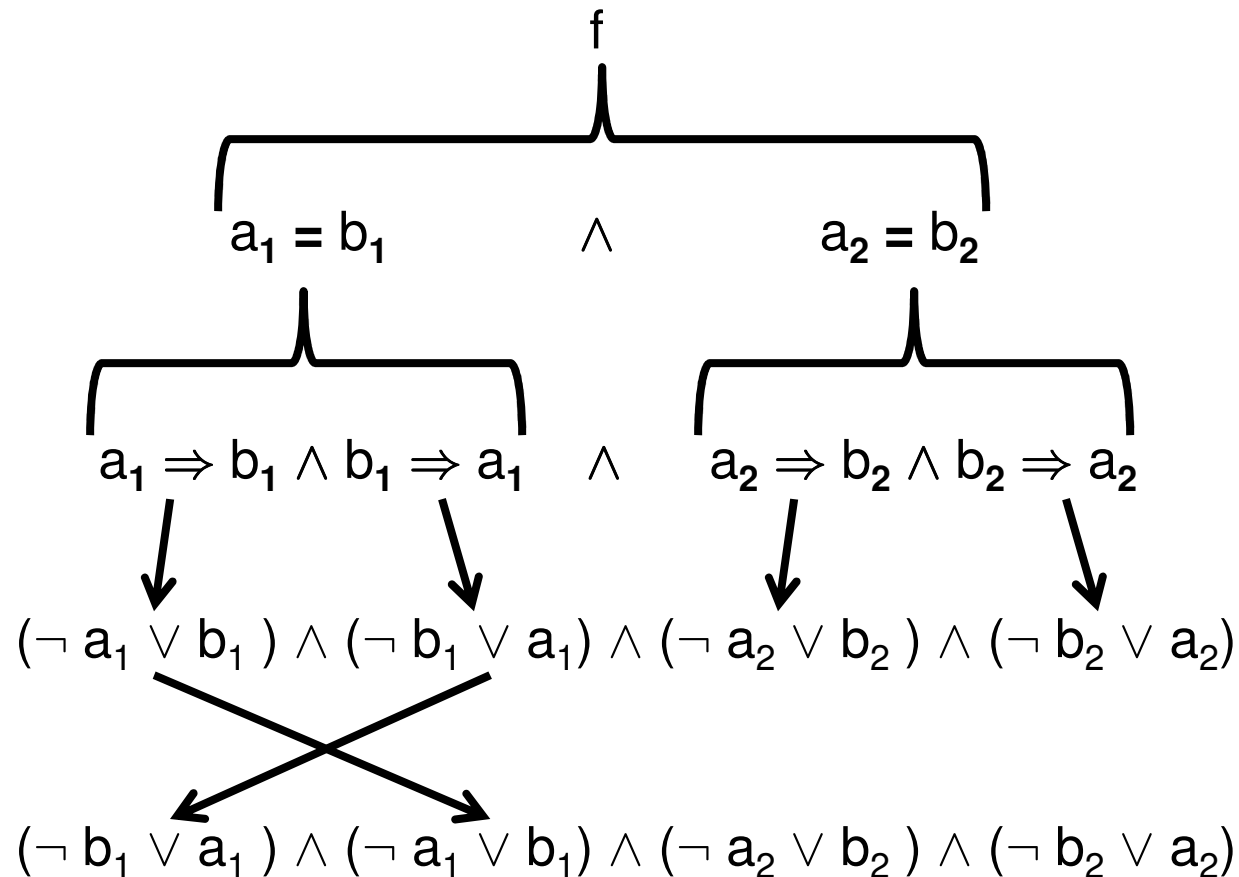 f
a₁ = b₁ ∧ a₂ = b₂
a₁ ⇒ b₁ ∧ b₁ ⇒ a₁ ∧ a₂ ⇒ b₂ ∧ b₂ ⇒ a₂
(¬ a₁ ∨ b₁ ) ∧ (¬ b₁ ∨ a₁) ∧ (¬ a₂ ∨ b₂ ) ∧ (¬ b₂ ∨ a₂)
(¬ b₁ ∨ a₁ ) ∧ (¬ a₁ ∨ b₁) ∧ (¬ a₂ ∨ b₂ ) ∧ (¬ b₂ ∨ a₂)